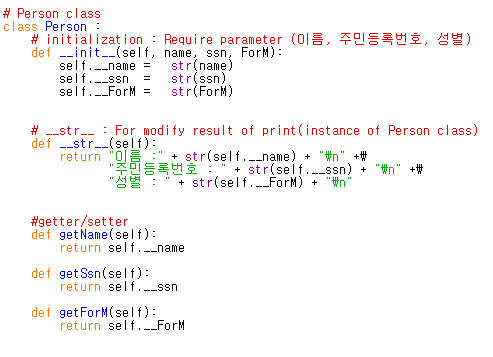 # Person class
class Person :
    # initialization : Require parameter (이름, 주민등록번호, 성별)
    def __init__(self, name, ssn, ForM):
        self.__name =   str(name)
        self.__ssn  =   str(ssn)
        self.__ForM =   str(ForM)
    # __str__ : For modify result of print(instance of Person class)
    def __str__(self):
        return "이름 :" + str(self.__name) + "₩n" +₩
               "주민등록번호 : " + str(self.__ssn) + "₩n" +₩
               "성별 : " + str(self.__ForM) + "₩n"
    #getter/setter
    def getName(self):
        return self.__name
    def getSsn(self):
        return self.__ssn
    def getForM(self):
        return self.__ForM